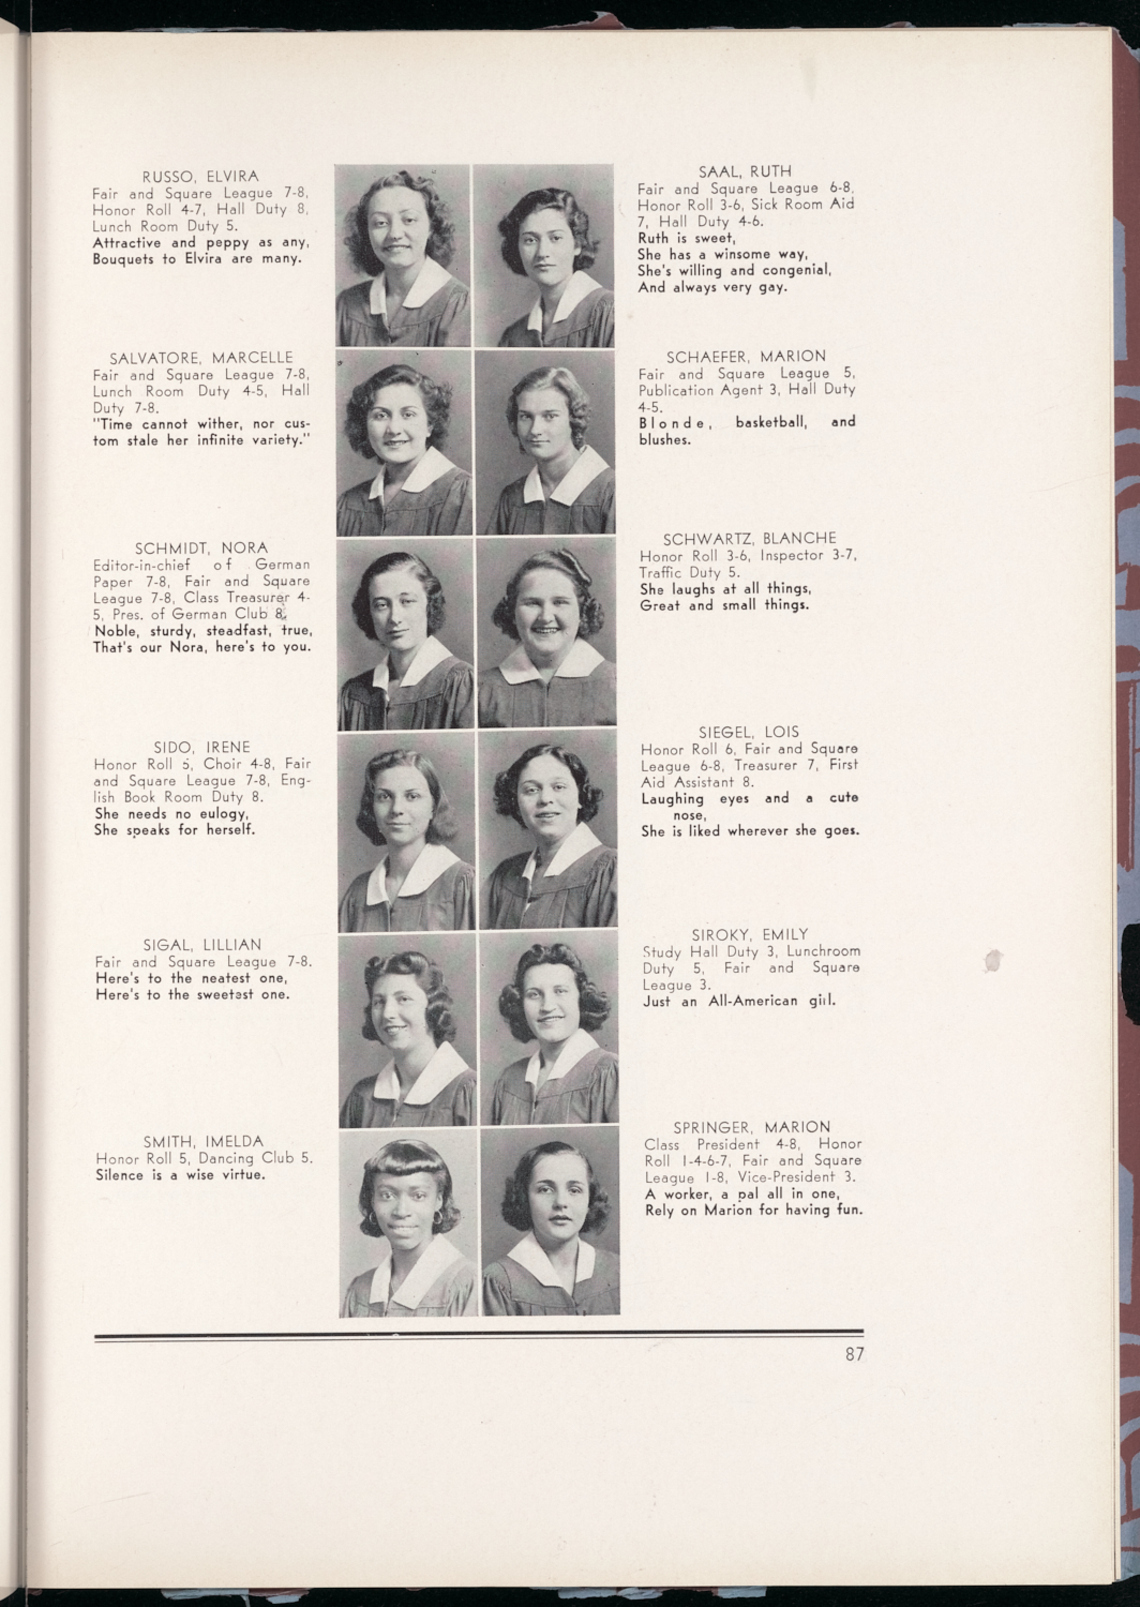 RUSSO, ELVIRA
Fair and Square League 7-8,
Honor Roll 4-7, Hall Duty 8,
Lunch Room Duty 5.
Attractive and peppy as any,
Bouquets to Elvira are many.
SAAL, RUTH
Fair and Square League 6-8,
Honor Roll 3-6, Sick Room Aid
7, Hall Duty 4-6.
Ruth is sweet,
She has a winsome way,
She's willing and congenial,
And always very gay.
SALVATORE, MARCELLE
Fair and Square League 7-8,
Lunch Room Duty 4-5, Hall
Duty 7-8.
"Time cannot wither, nor cus-
tom stale her infinite variety."
SCHAEFER, MARION
Fair and Square League 5,
Publication Agent 3, Hall Duty
4-5.
Blonde, basketball, and
blushes.
SCHMIDT, NORA
Editor-in-chief of German
Paper 7-8, Fair and Square
League 7-8, Class Treasurer 4-
5, Pres. of German Club 8.
Noble, sturdy, steadfast, true,
That's our Nora, here's to you.
SCHWARTZ, BLANCHE
Honor Roll 3-6, Inspector 3-7,
Traffic Duty 5.
She laughs at all things,
Great and small things.
SIDO, IRENE
Honor Roll 5, Choir 4-8, Fair
and Square League 7-8, Eng-
lish Book Room Duty 8.
She needs no eulogy,
She speaks for herself.
SIEGEL, LOIS
Honor Roll 6, Fair and Square
League 6-8, Treasurer 7, First
Aid Assistant 8.
Laughing eyes and a cute
nose,
She is liked wherever she goes.
SIGAL, LILLIAN
Fair and Square League 7-8.
Here's to the neatest one,
Here's to the sweetest one.
SIROKY, EMILY
Study Hall Duty 3, Lunchroom
Duty 5, Fair and Square
League 3.
Just an All-American girl.
SMITH, IMELDA
Honor Roll 5, Dancing Club 5.
Silence is a wise virtue.
SPRINGER, MARION
Class President 4-8, Honor
Roll 1-4-6-7, Fair and Square
League 1-8, Vice-President 3.
A worker, a pal all in one,
Rely on Marion for having fun.
87